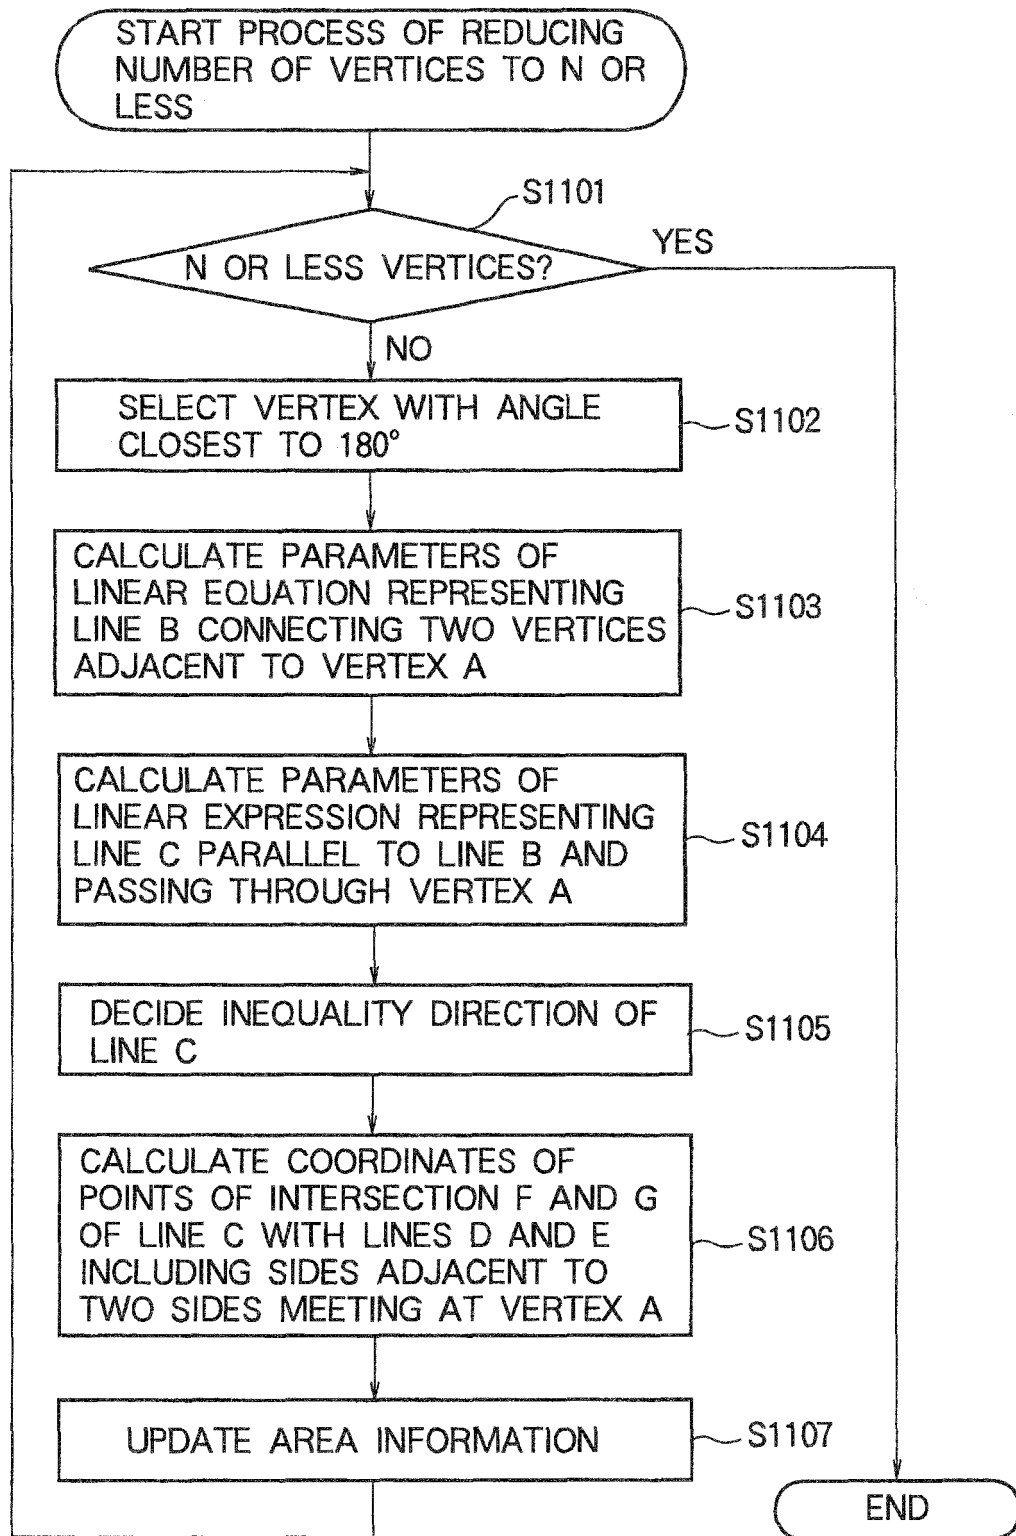 START PROCESS OF REDUCING
NUMBER OF VERTICES TO N OR
LESS
S1101
N OR LESS VERTICES?
YES
NO
SELECT VERTEX WITH ANGLE
CLOSEST TO 180°
S1102
CALCULATE PARAMETERS OF
LINEAR EQUATION REPRESENTING
LINE B CONNECTING TWO VERTICES
ADJACENT TO VERTEX A
S1103
CALCULATE PARAMETERS OF
LINEAR EXPRESSION REPRESENTING
LINE C PARALLEL TO LINE B AND
PASSING THROUGH VERTEX A
S1104
DECIDE INEQUALITY DIRECTION OF
LINE C
S1105
CALCULATE COORDINATES OF
POINTS OF INTERSECTION F AND G
OF LINE C WITH LINES D AND E
INCLUDING SIDES ADJACENT TO
TWO SIDES MEETING AT VERTEX A
S1106
UPDATE AREA INFORMATION
S1107
END